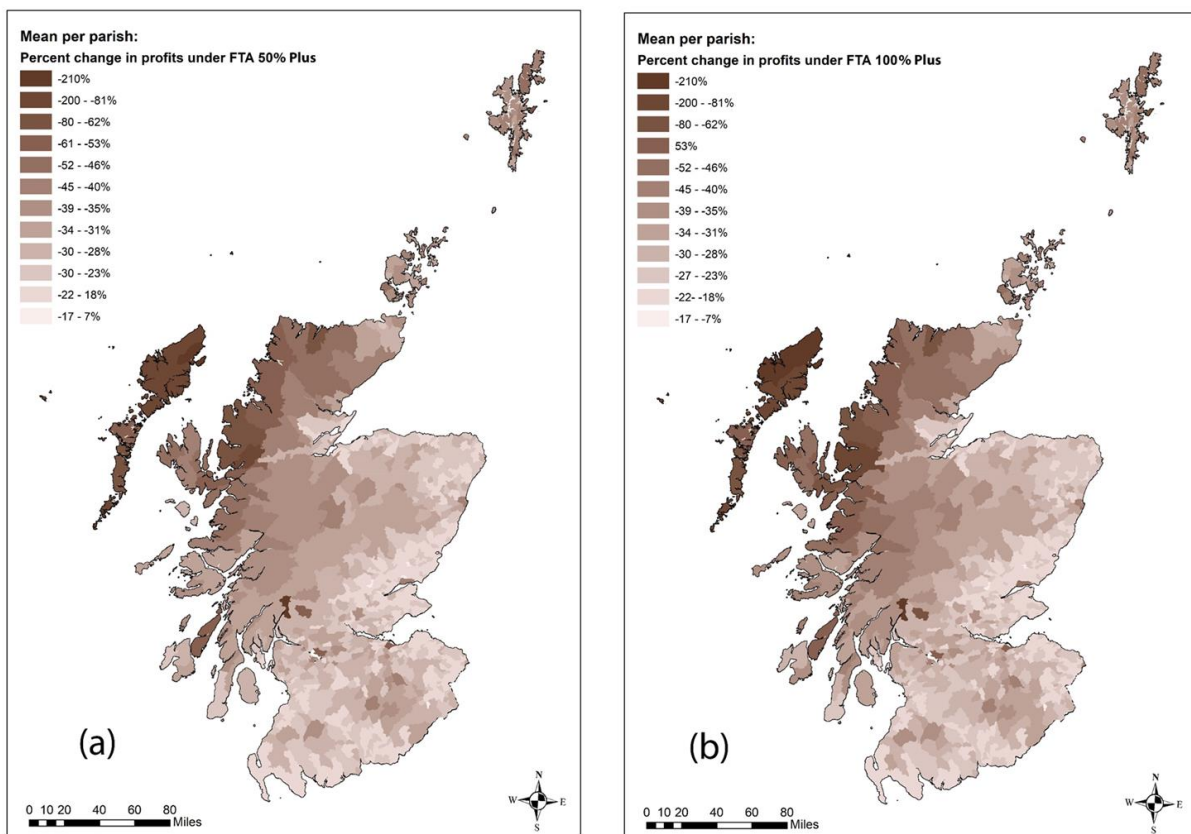 Mean per parish:
Percent change in profits under FTA 50% Plus
-210%
-200 - -81%
-80 - -62%
-61 - -53%
-52 - -46%
-45 - -40%
-39 - -35%
-34 - -31%
-30 - -28%
-30 - -23%
-22 - 18%
-17 - 7%
(a)
0 10 20 40 60 80
Miles
N
W E
S
Mean per parish:
Percent change in profits under FTA 100% Plus
-210%
-200 - -81%
-80 - -62%
53%
-52 - -46%
-45 - -40%
-39 - -35%
-34 - -31%
-30 - -28%
-27 - -23%
-22- -18%
-17 - -7%
(b)
0 10 20 40 60 80
Miles
N
W E
S